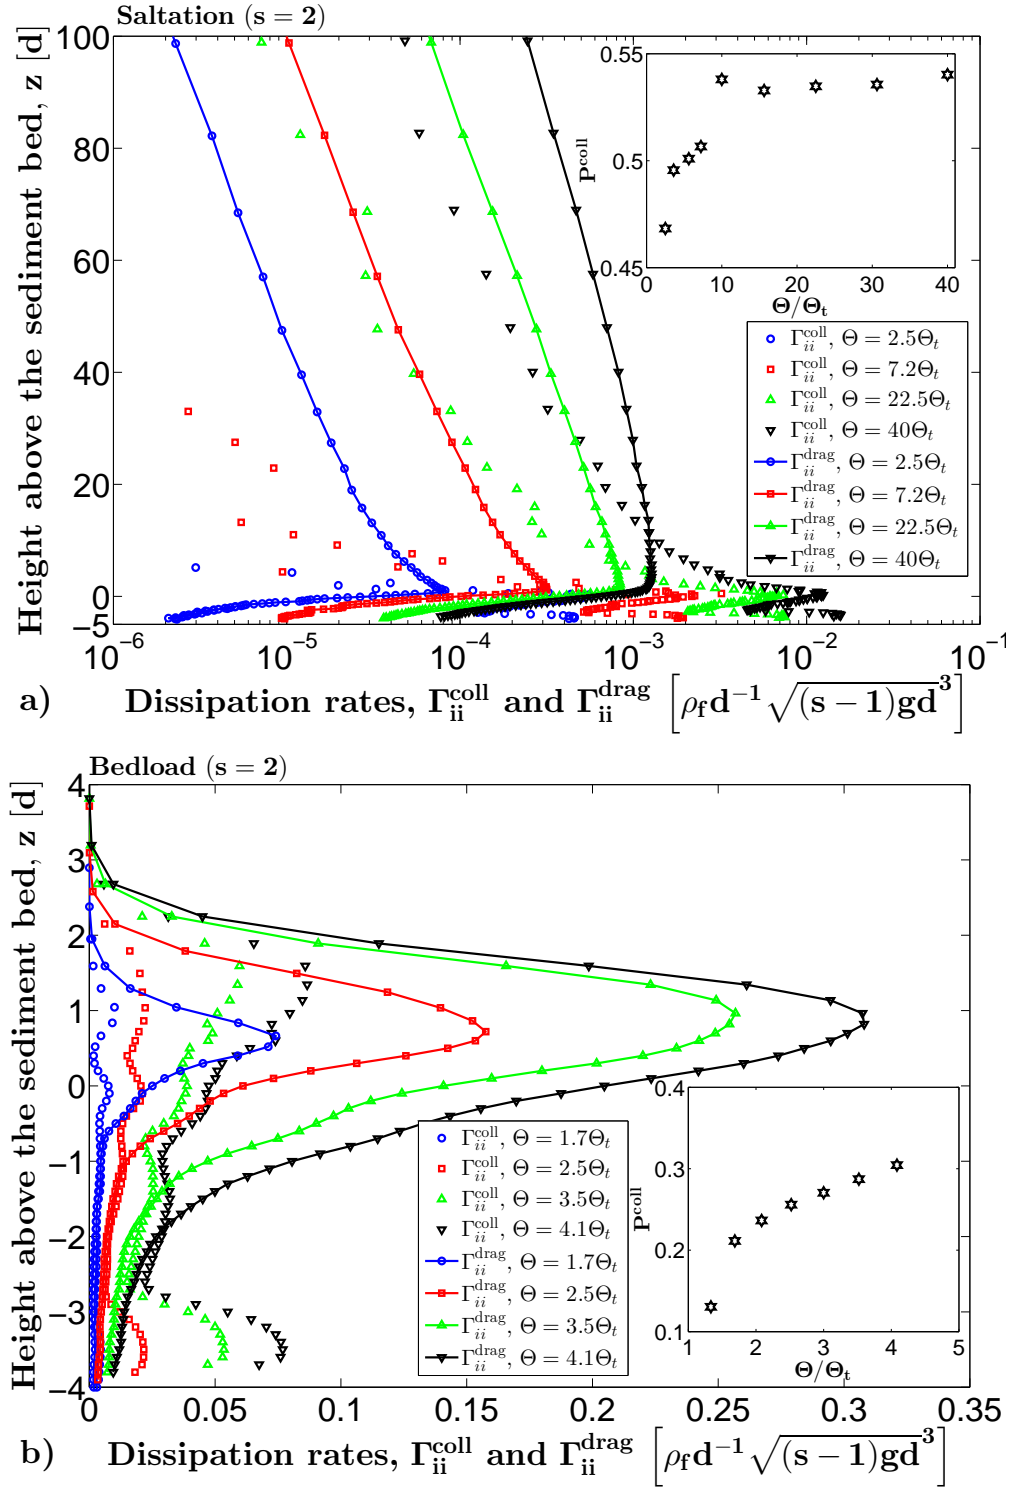 Saltation (s = 2)
Height above the sediment bed, z [d]
100
80
60
40
20
0
−5
10^−6
10^−5
10^−4
10^−3
10^−2
10^−1
0.55
0.5
0.45
P^coll
0
10
20
30
40
Θ/Θ_t
Γ_ii^coll, Θ = 2.5Θ_t
Γ_ii^coll, Θ = 7.2Θ_t
Γ_ii^coll, Θ = 22.5Θ_t
Γ_ii^coll, Θ = 40Θ_t
Γ_ii^drag, Θ = 2.5Θ_t
Γ_ii^drag, Θ = 7.2Θ_t
Γ_ii^drag, Θ = 22.5Θ_t
Γ_ii^drag, Θ = 40Θ_t
a) Dissipation rates, Γ_ii^coll and Γ_ii^drag [ρ_f d^−1 √((s − 1)gd^3)]
Bedload (s = 2)
Height above the sediment bed, z [d]
4
3
2
1
0
−1
−2
−3
−4
0
0.05
0.1
0.15
0.2
0.25
0.3
0.35
Γ_ii^coll, Θ = 1.7Θ_t
Γ_ii^coll, Θ = 2.5Θ_t
Γ_ii^coll, Θ = 3.5Θ_t
Γ_ii^coll, Θ = 4.1Θ_t
Γ_ii^drag, Θ = 1.7Θ_t
Γ_ii^drag, Θ = 2.5Θ_t
Γ_ii^drag, Θ = 3.5Θ_t
Γ_ii^drag, Θ = 4.1Θ_t
0.4
0.3
0.2
0.1
P^coll
1
2
3
4
5
Θ/Θ_t
b) Dissipation rates, Γ_ii^coll and Γ_ii^drag [ρ_f d^−1 √((s − 1)gd^3)]